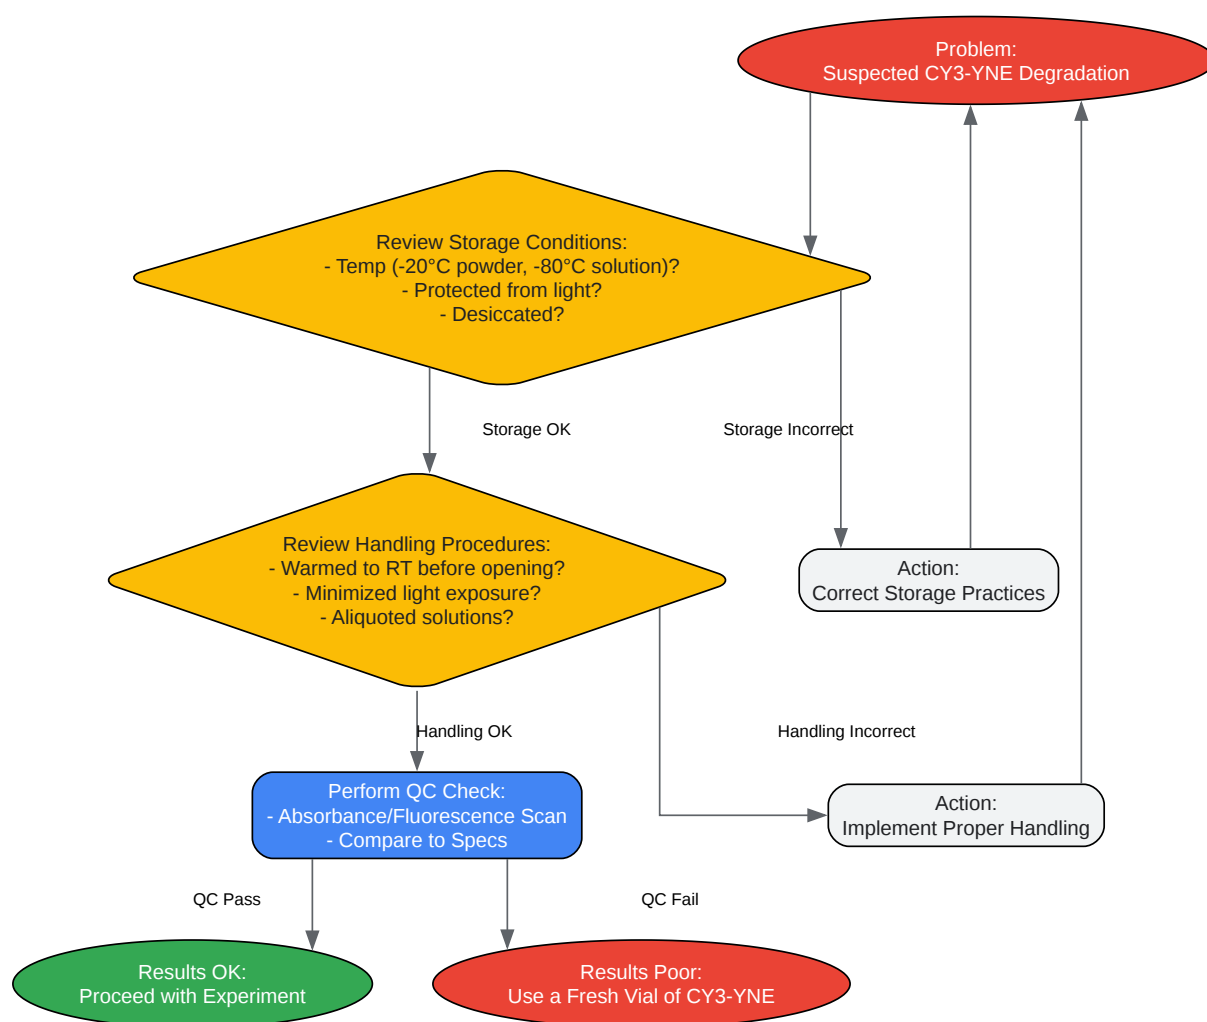 Problem:
Suspected CY3-YNE Degradation
Review Storage Conditions:
- Temp (-20°C powder, -80°C solution)?
- Protected from light?
- Desiccated?
Storage OK
Storage Incorrect
Review Handling Procedures:
- Warmed to RT before opening?
- Minimized light exposure?
- Aliquoted solutions?
Action:
Correct Storage Practices
Handling OK
Handling Incorrect
Perform QC Check:
- Absorbance/Fluorescence Scan
- Compare to Specs
Action:
Implement Proper Handling
QC Pass
QC Fail
Results OK:
Proceed with Experiment
Results Poor:
Use a Fresh Vial of CY3-YNE